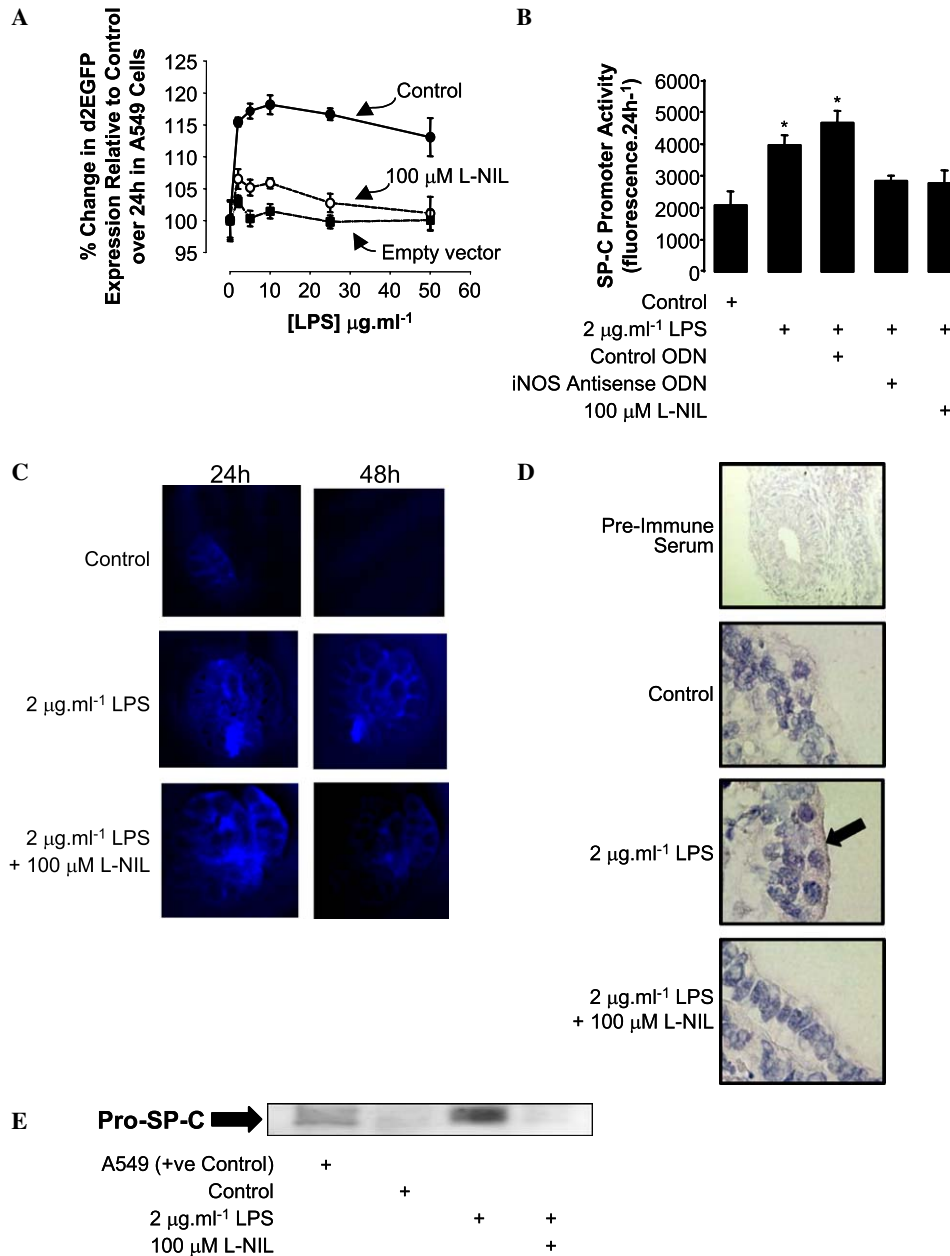 A
% Change in d2EGFP
Expression Relative to Control
over 24h in A549 Cells
125
120
115
110
105
100
95
Control
100 μM L-NIL
Empty vector
0 10 20 30 40 50 60
[LPS] μg.ml-1
B
SP-C Promoter Activity
(fluorescence.24h-1)
6000
5000
4000
3000
2000
1000
0
* *
Control +
2 μg.ml-1 LPS + + + +
Control ODN +
iNOS Antisense ODN +
100 μM L-NIL +
C
24h 48h
Control
2 μg.ml-1 LPS
2 μg.ml-1 LPS
+ 100 μM L-NIL
D
Pre-Immune
Serum
Control
2 μg.ml-1 LPS
2 μg.ml-1 LPS
+ 100 μM L-NIL
E
Pro-SP-C
A549 (+ve Control) +
Control +
2 μg.ml-1 LPS + +
100 μM L-NIL +